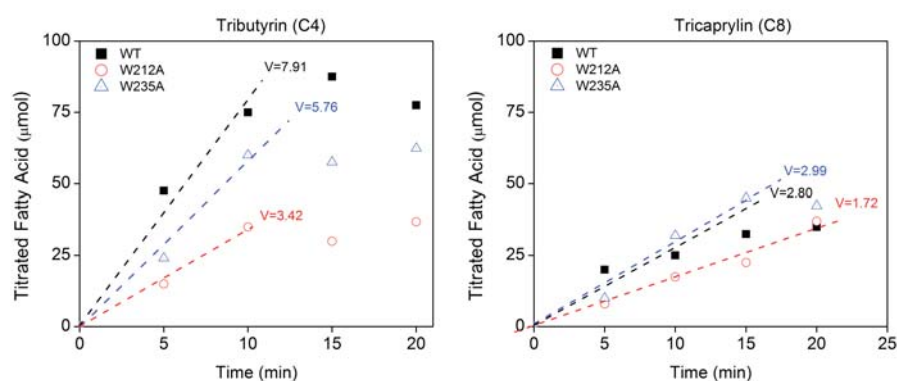 Tributyrin (C4)
100
75
50
25
0
Titrated Fatty Acid (μmol)
WT
W212A
W235A
V=7.91
V=5.76
V=3.42
0
5
10
15
20
Time (min)
Tricaprylin (C8)
100
75
50
25
0
Titrated Fatty Acid (μmol)
WT
W212A
W235A
V=2.99
V=2.80
V=1.72
0
5
10
15
20
25
Time (min)